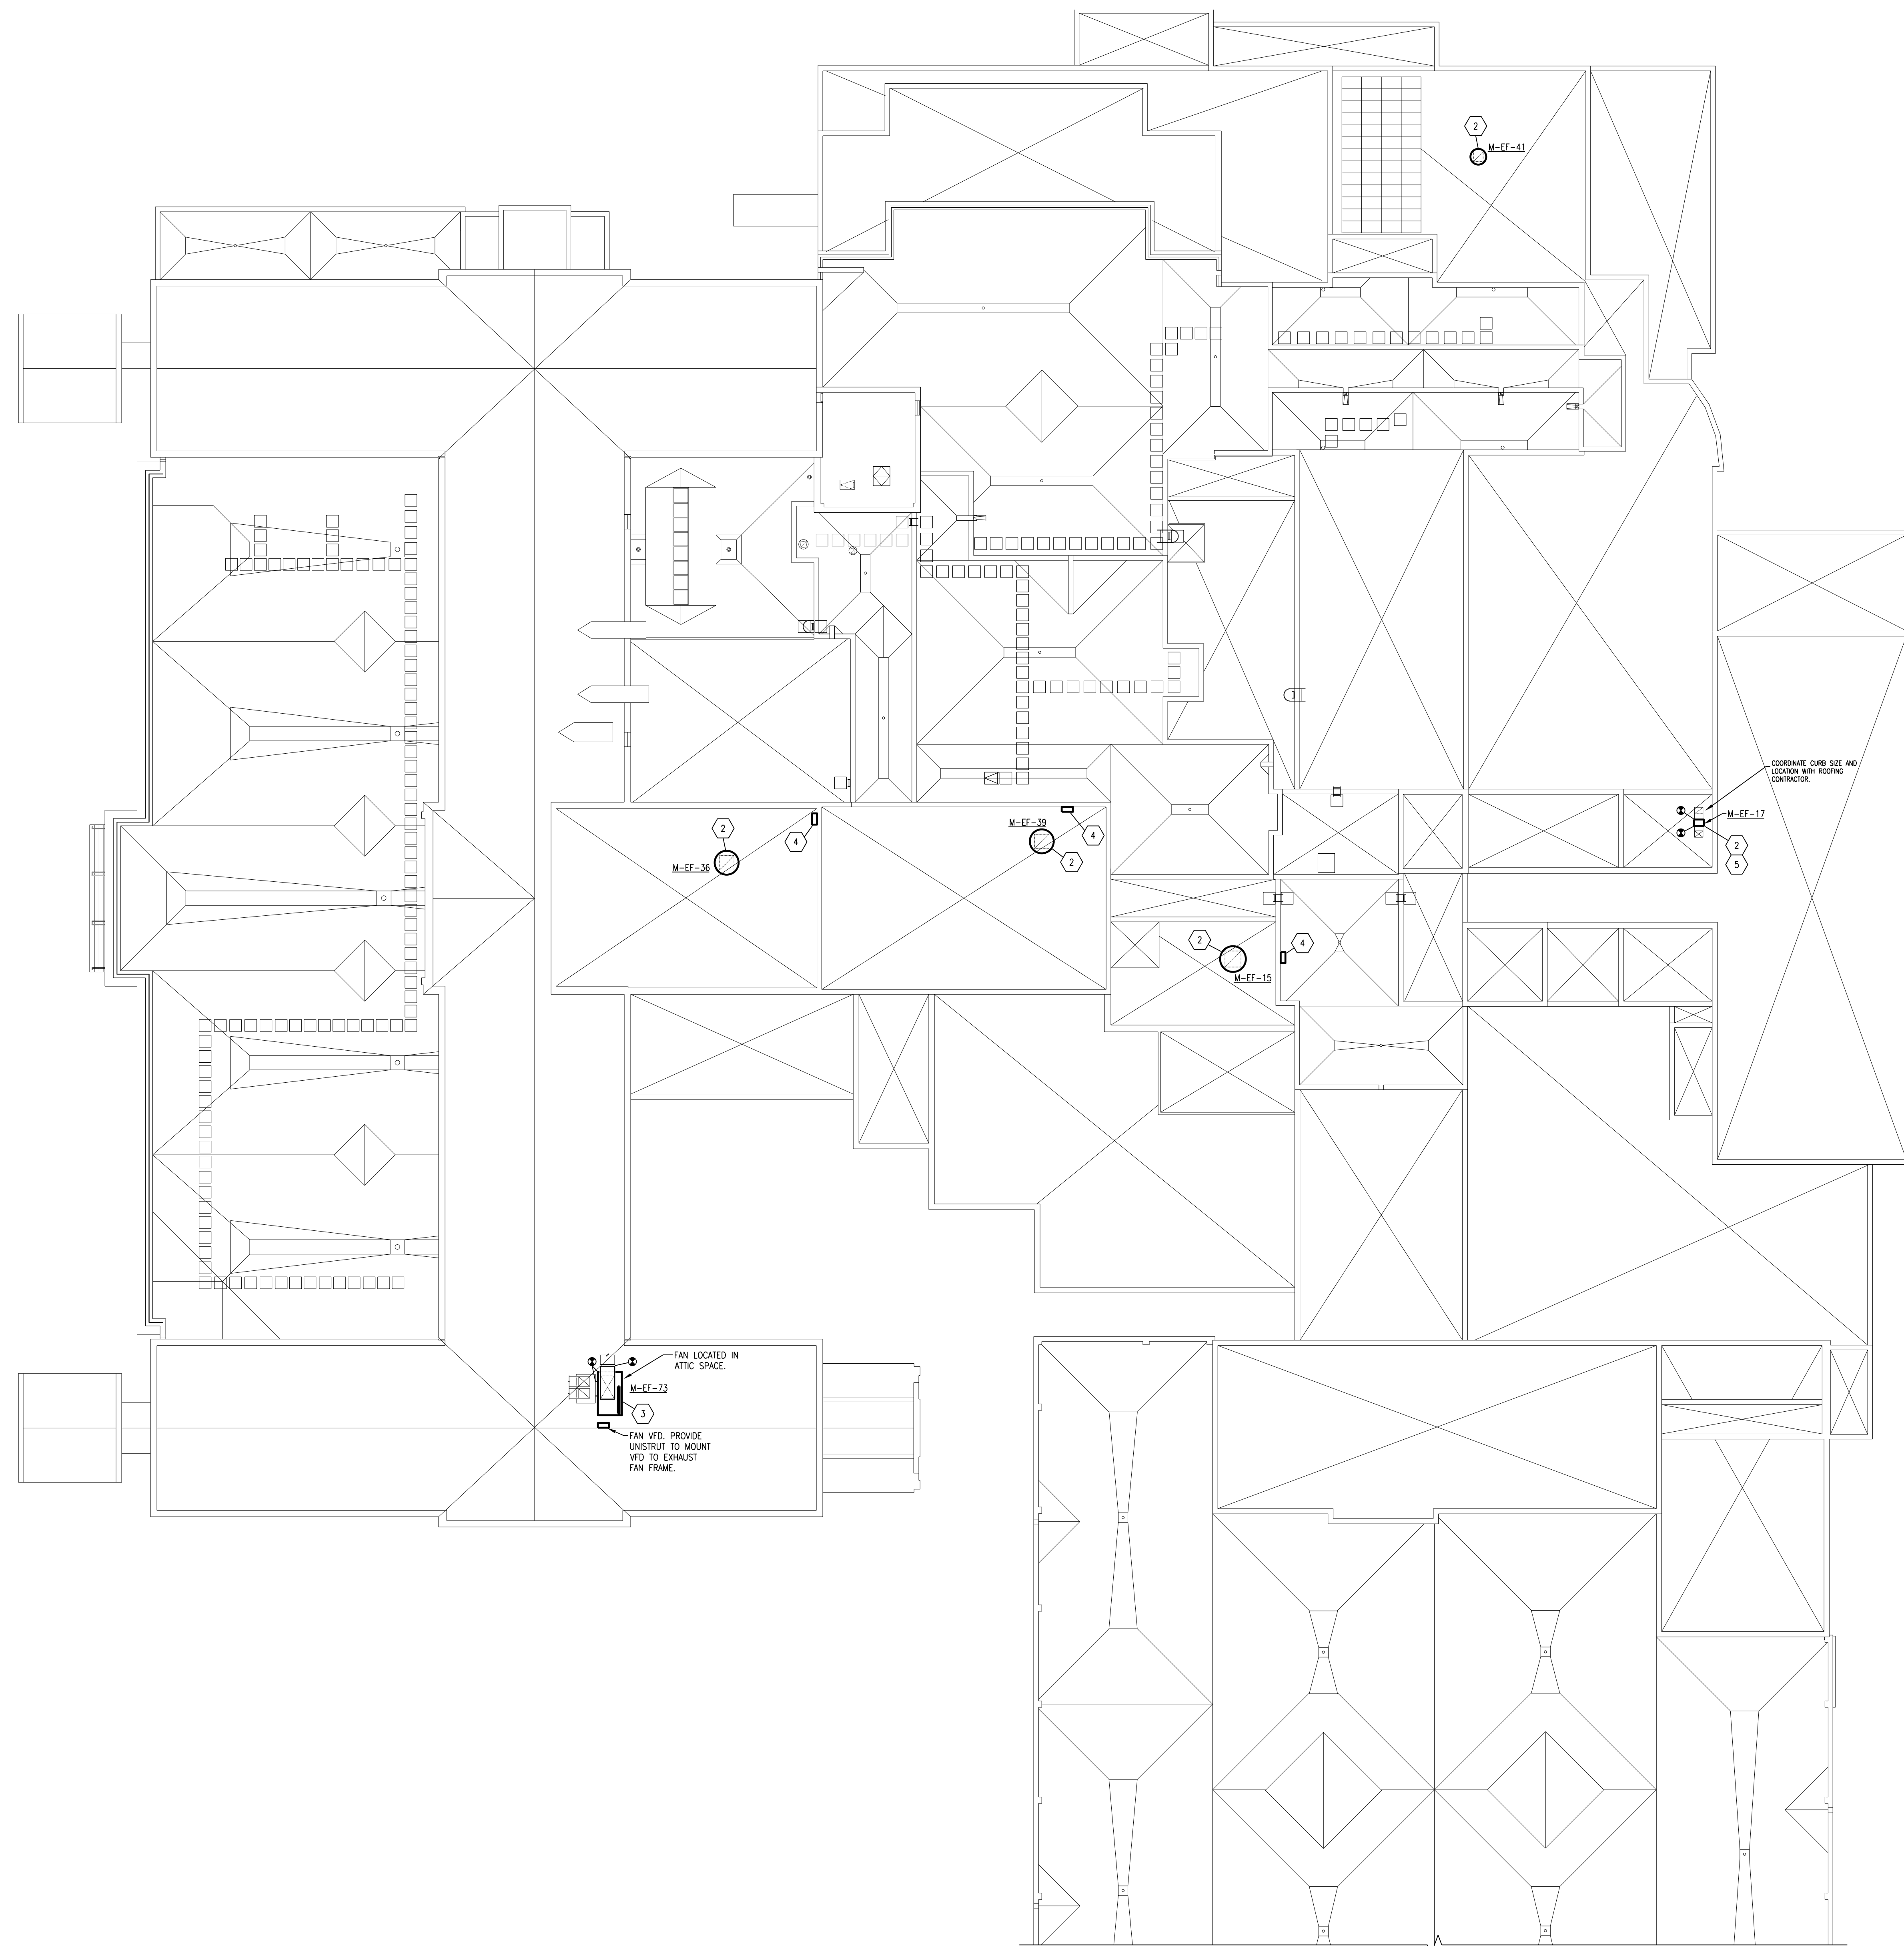 2
M-EF-41
COORDINATE CURB SIZE AND
LOCATION WITH ROOFING
CONTRACTOR.
M-EF-17
2
5
2
M-EF-36
4
M-EF-39
2
4
2
M-EF-15
4
FAN LOCATED IN
ATTIC SPACE.
M-EF-73
3
FAN VFD. PROVIDE
UNISTRUT TO MOUNT
VFD TO EXHAUST
FAN FRAME.